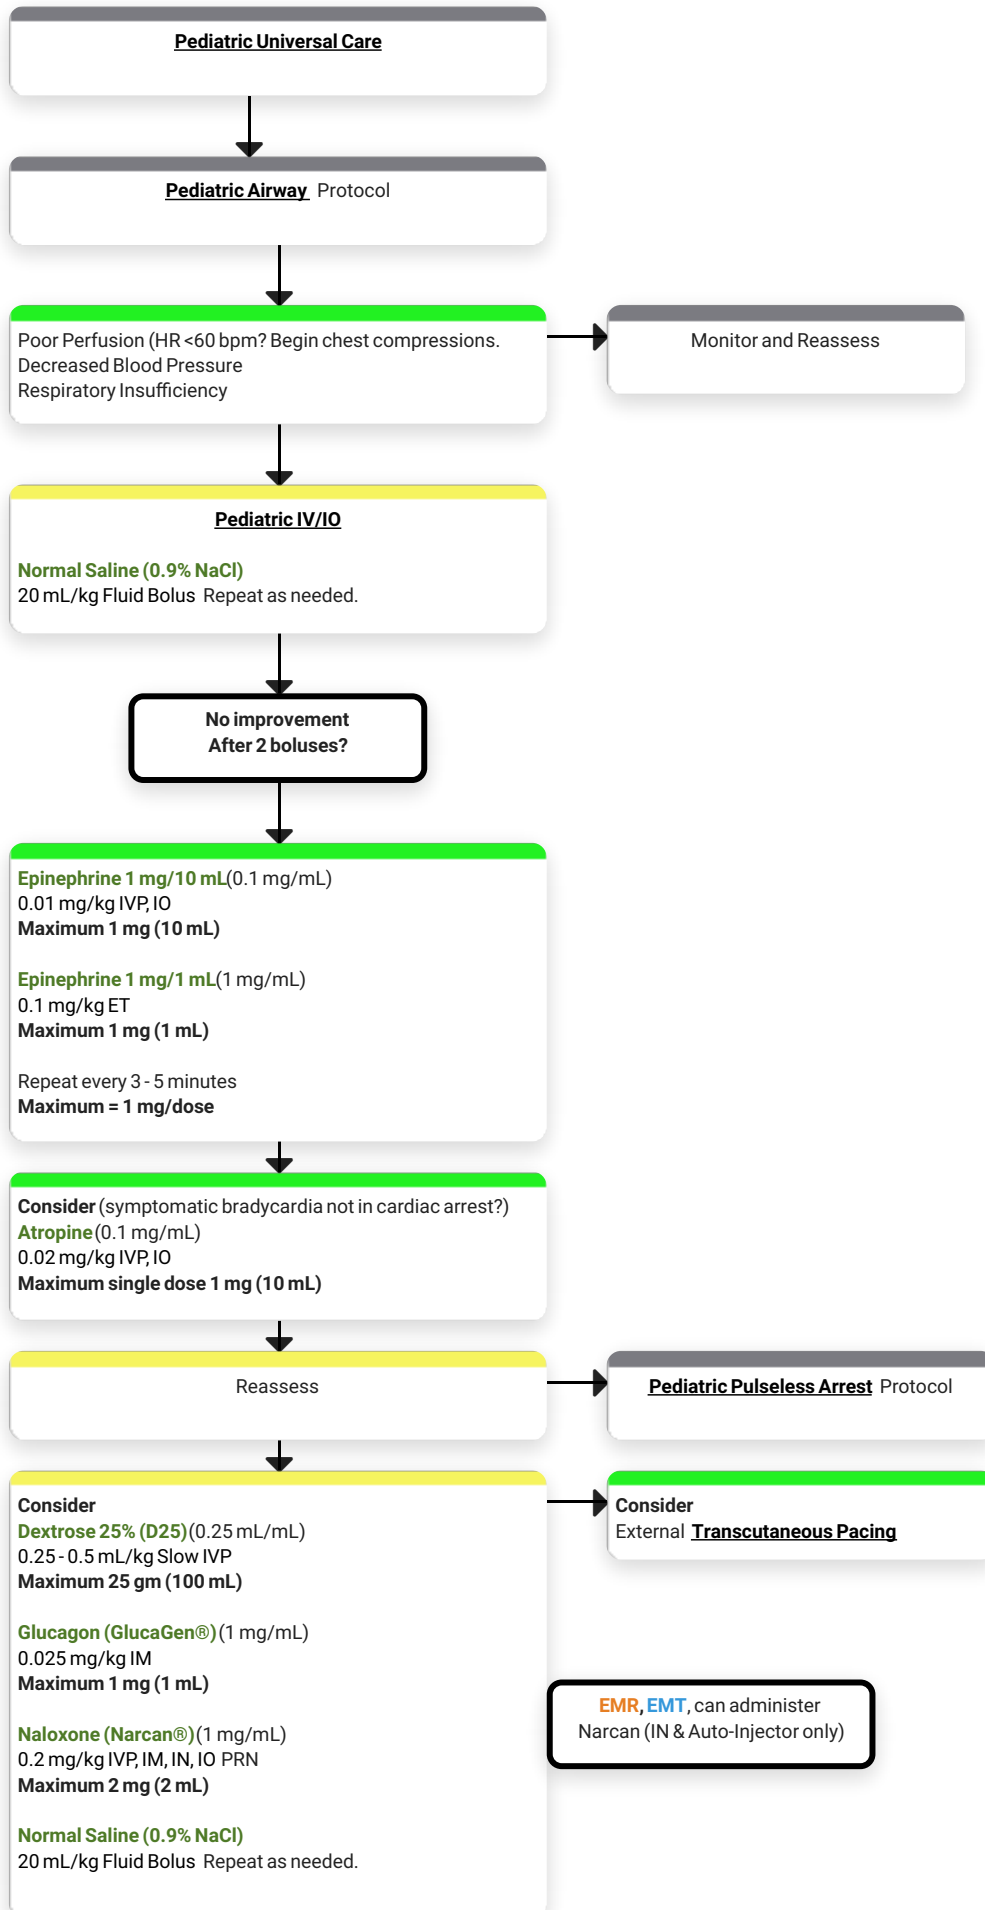 Pediatric Universal Care
Pediatric Airway Protocol
Poor Perfusion (HR <60 bpm? Begin chest compressions.
Decreased Blood Pressure
Respiratory Insufficiency
Monitor and Reassess
Pediatric IV/IO
Normal Saline (0.9% NaCl)
20 mL/kg Fluid Bolus Repeat as needed.
No improvement
After 2 boluses?
Epinephrine 1 mg/10 mL(0.1 mg/mL)
0.01 mg/kg IVP, IO
Maximum 1 mg (10 mL)
Epinephrine 1 mg/1 mL(1 mg/mL)
0.1 mg/kg ET
Maximum 1 mg (1 mL)
Repeat every 3 - 5 minutes
Maximum = 1 mg/dose
Consider (symptomatic bradycardia not in cardiac arrest?)
Atropine (0.1 mg/mL)
0.02 mg/kg IVP, IO
Maximum single dose 1 mg (10 mL)
Reassess
Pediatric Pulseless Arrest Protocol
Consider
Dextrose 25% (D25) (0.25 mL/mL)
0.25 - 0.5 mL/kg Slow IVP
Maximum 25 gm (100 mL)
Glucagon (GlucaGen®) (1 mg/mL)
0.025 mg/kg IM
Maximum 1 mg (1 mL)
Naloxone (Narcan®) (1 mg/mL)
0.2 mg/kg IVP, IM, IN, IO PRN
Maximum 2 mg (2 mL)
Normal Saline (0.9% NaCl)
20 mL/kg Fluid Bolus Repeat as needed.
Consider
External Transcutaneous Pacing
EMR, EMT, can administer
Narcan (IN & Auto-Injector only)